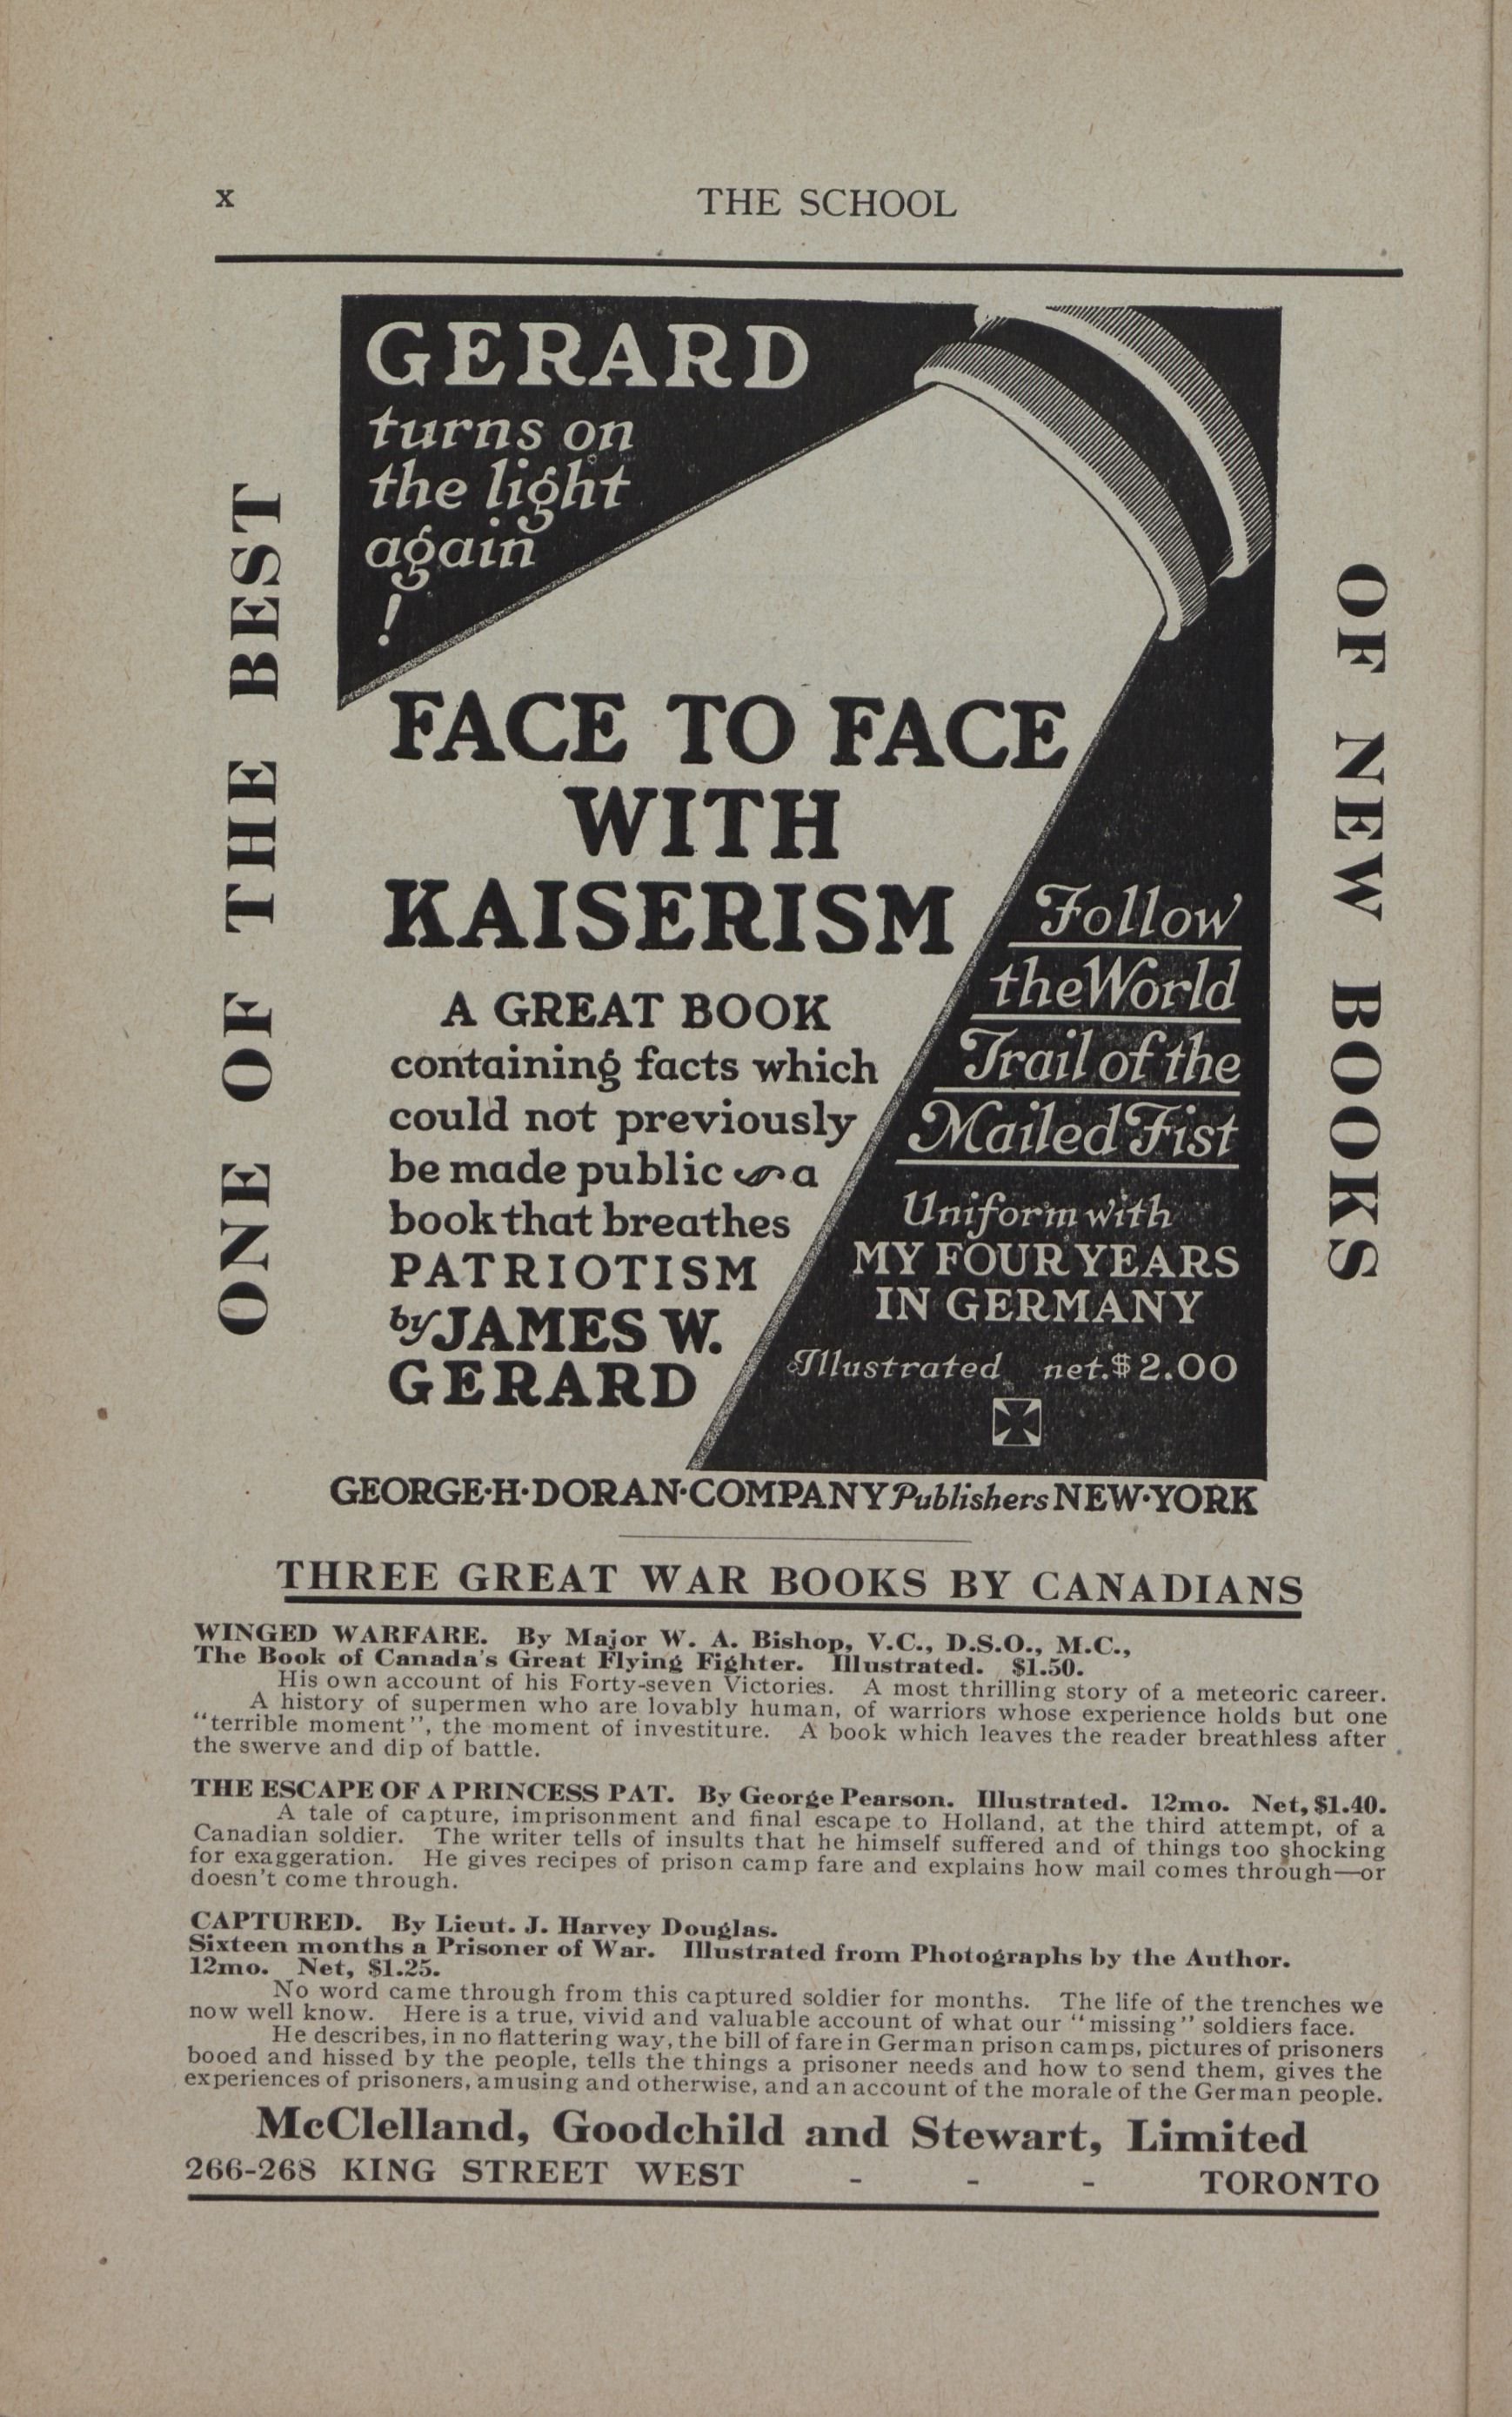 x THE SCHOOL
ONE OF THE BEST
GERARD
turns on
the light
again
!
FACE TO FACE
WITH
KAISERISM
A GREAT BOOK
containing facts which
could not previously
be made public a
book that breathes
PATRIOTISM
by JAMES W.
GERARD
Follow
the World
Trail of the
Mailed Fist
Uniform with
MY FOUR YEARS
IN GERMANY
Illustrated net. $2.00
OF NEW BOOKS
GEORGE·H·DORAN·COMPANY Publishers NEW·YORK
THREE GREAT WAR BOOKS BY CANADIANS
WINGED WARFARE. By Major W. A. Bishop, V.C., D.S.O., M.C.,
The Book of Canada's Great Flying Fighter. Illustrated. $1.50.
His own account of his Forty-seven Victories. A most thrilling story of a meteoric career.
A history of supermen who are lovably human, of warriors whose experience holds but one
"terrible moment", the moment of investiture. A book which leaves the reader breathless after
the swerve and dip of battle.
THE ESCAPE OF A PRINCESS PAT. By George Pearson. Illustrated. 12mo. Net, $1.40.
A tale of capture, imprisonment and final escape to Holland, at the third attempt, of a
Canadian soldier. The writer tells of insults that he himself suffered and of things too shocking
for exaggeration. He gives recipes of prison camp fare and explains how mail comes through—or
doesn't come through.
CAPTURED. By Lieut. J. Harvey Douglas.
Sixteen months a Prisoner of War. Illustrated from Photographs by the Author.
12mo. Net, $1.25.
No word came through from this captured soldier for months. The life of the trenches we
now well know. Here is a true, vivid and valuable account of what our "missing" soldiers face.
He describes, in no flattering way, the bill of fare in German prison camps, pictures of prisoners
booed and hissed by the people, tells the things a prisoner needs and how to send them, gives the
experiences of prisoners, amusing and otherwise, and an account of the morale of the German people.
McClelland, Goodchild and Stewart, Limited
266-268 KING STREET WEST - - - TORONTO